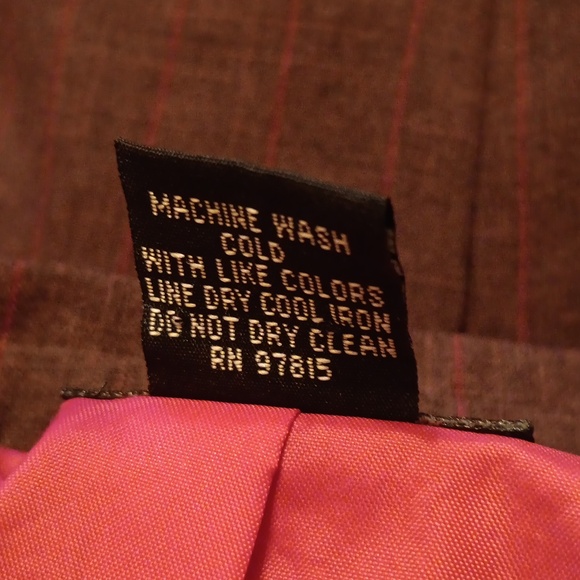 MACHINE WASH
COLD
WITH LIKE COLORS
LINE DRY COOL IRON
DO NOT DRY CLEAN
RN 97815